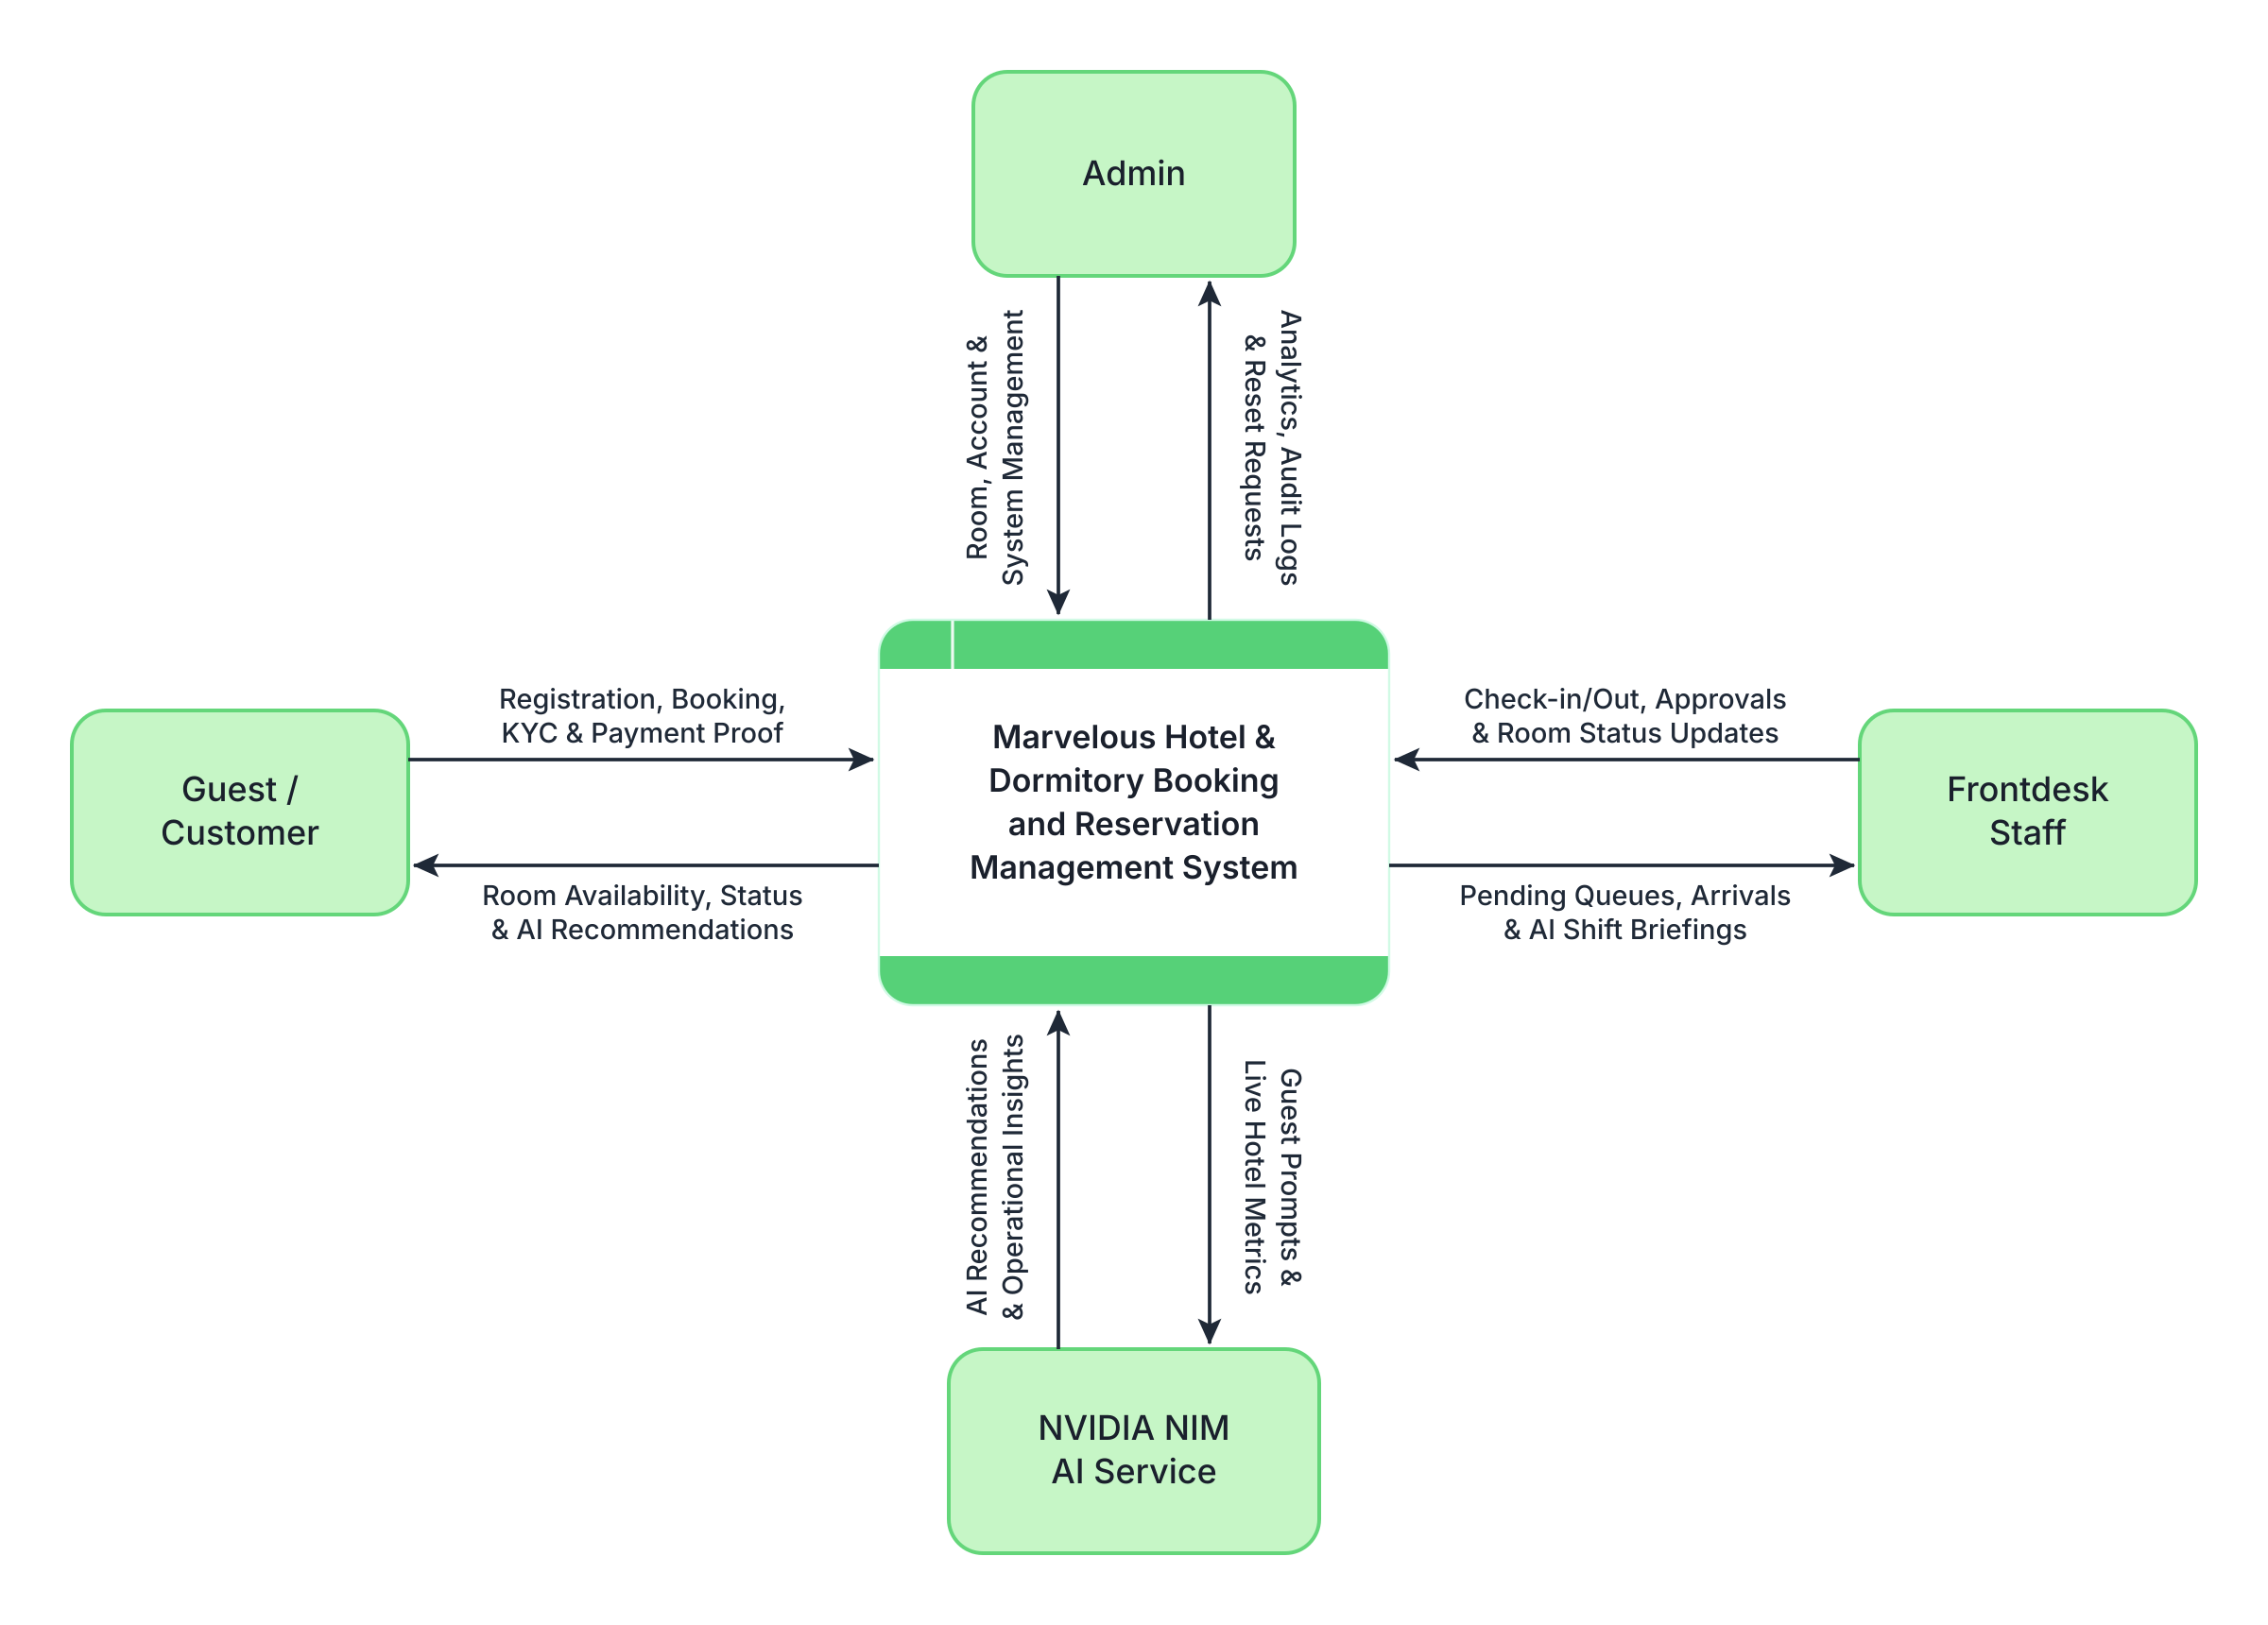 Admin
Room, Account &
System Management
Analytics, Audit Logs
& Reset Requests
Registration, Booking,
KYC & Payment Proof
Guest /
Customer
Room Availability, Status
& AI Recommendations
Marvelous Hotel &
Dormitory Booking
and Reservation
Management System
Check-in/Out, Approvals
& Room Status Updates
Frontdesk
Staff
Pending Queues, Arrivals
& AI Shift Briefings
AI Recommendations
& Operational Insights
Guest Prompts &
Live Hotel Metrics
NVIDIA NIM
AI Service